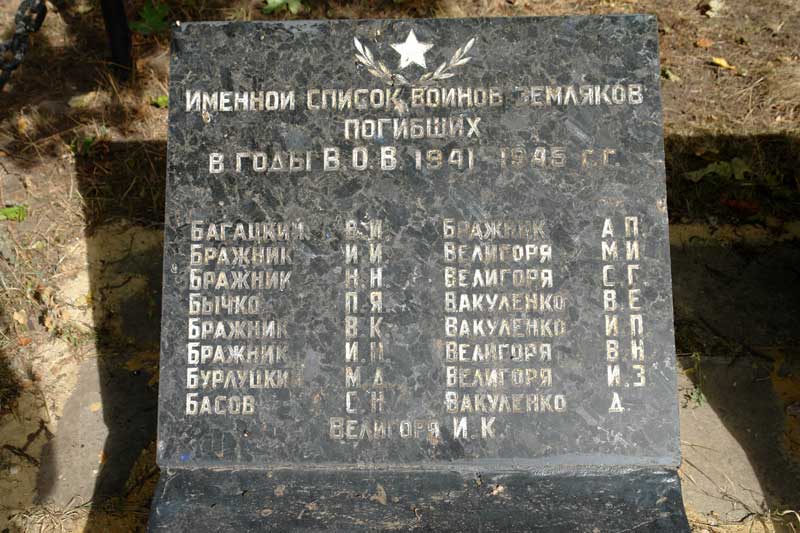 ИМЕННОЙ СПИСОК ВОИНОВ ЗЕМЛЯКОВ
ПОГИБШИХ
В ГОДЫ В.О.В 1941 1945 Г.Г.
БАГАЦКИЙ В И БРАЖНИК А П.
БРАЖНИК И И ВЕЛИГОРЯ М И
БРАЖНИК Н Н ВЕЛИГОРЯ С Г.
БЫЧКО П Я ВАКУЛЕНКО В Е
БРАЖНИК В К ВАКУЛЕНКО И П
БРАЖНИК И Н ВЕЛИГОРЯ В Н
БУРЛУЦКИЙ М Д ВЕЛИГОРЯ И.З
БАСОВ С Н ВАКУЛЕНКО Д.
ВЕЛИГОРЯ И.К.